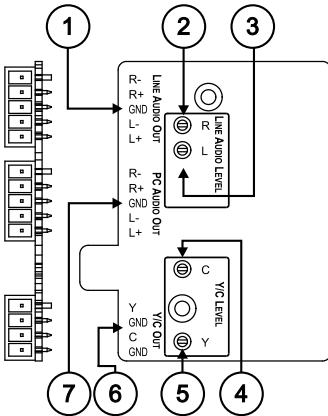 1
2
3
R-
R+
GND
L-
L+
LINE AUDIO OUT
R
L
LINE AUDIO LEVEL
R-
R+
GND
L-
L+
PC AUDIO OUT
Y
GND
C
GND
Y/C OUT
C
Y
Y/C LEVEL
7
6
5
4